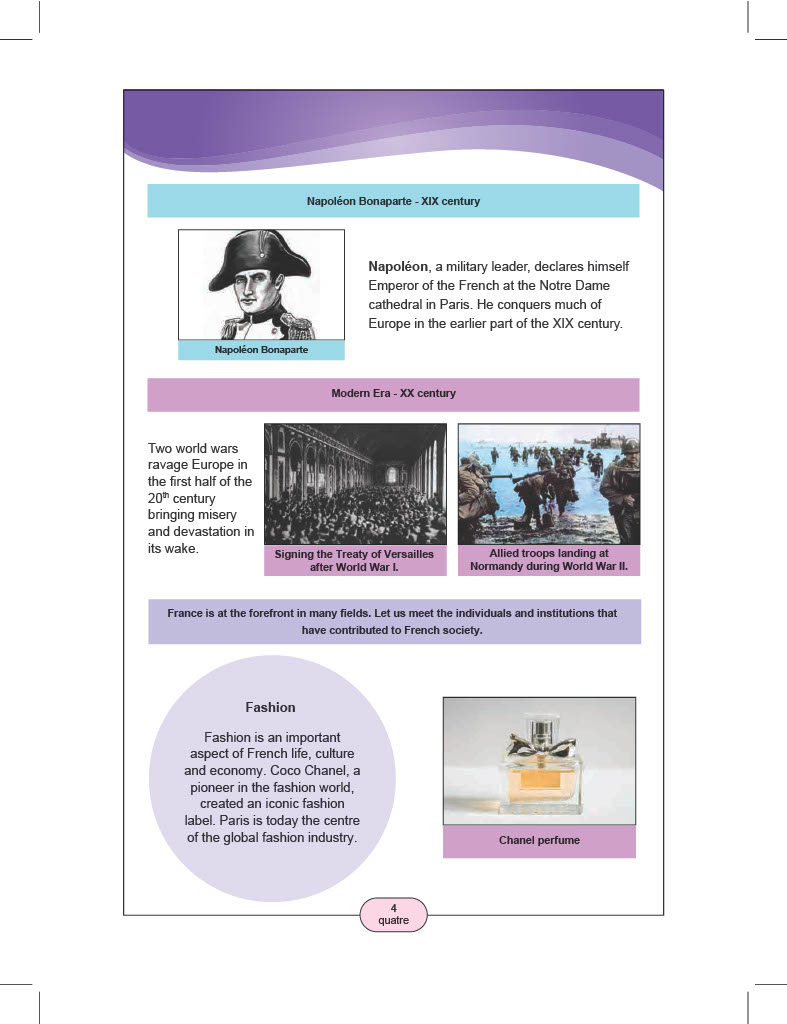 Napoléon Bonaparte - XIX century
Napoléon, a military leader, declares himself
Emperor of the French at the Notre Dame
cathedral in Paris. He conquers much of
Europe in the earlier part of the XIX century.
Napoléon Bonaparte
Modern Era - XX century
Two world wars
ravage Europe in
the first half of the
20th century
bringing misery
and devastation in
its wake.
Signing the Treaty of Versailles
after World War I.
Allied troops landing at
Normandy during World War II.
France is at the forefront in many fields. Let us meet the individuals and institutions that
have contributed to French society.
Fashion
Fashion is an important
aspect of French life, culture
and economy. Coco Chanel, a
pioneer in the fashion world,
created an iconic fashion
label. Paris is today the centre
of the global fashion industry.
Chanel perfume
4
quatre